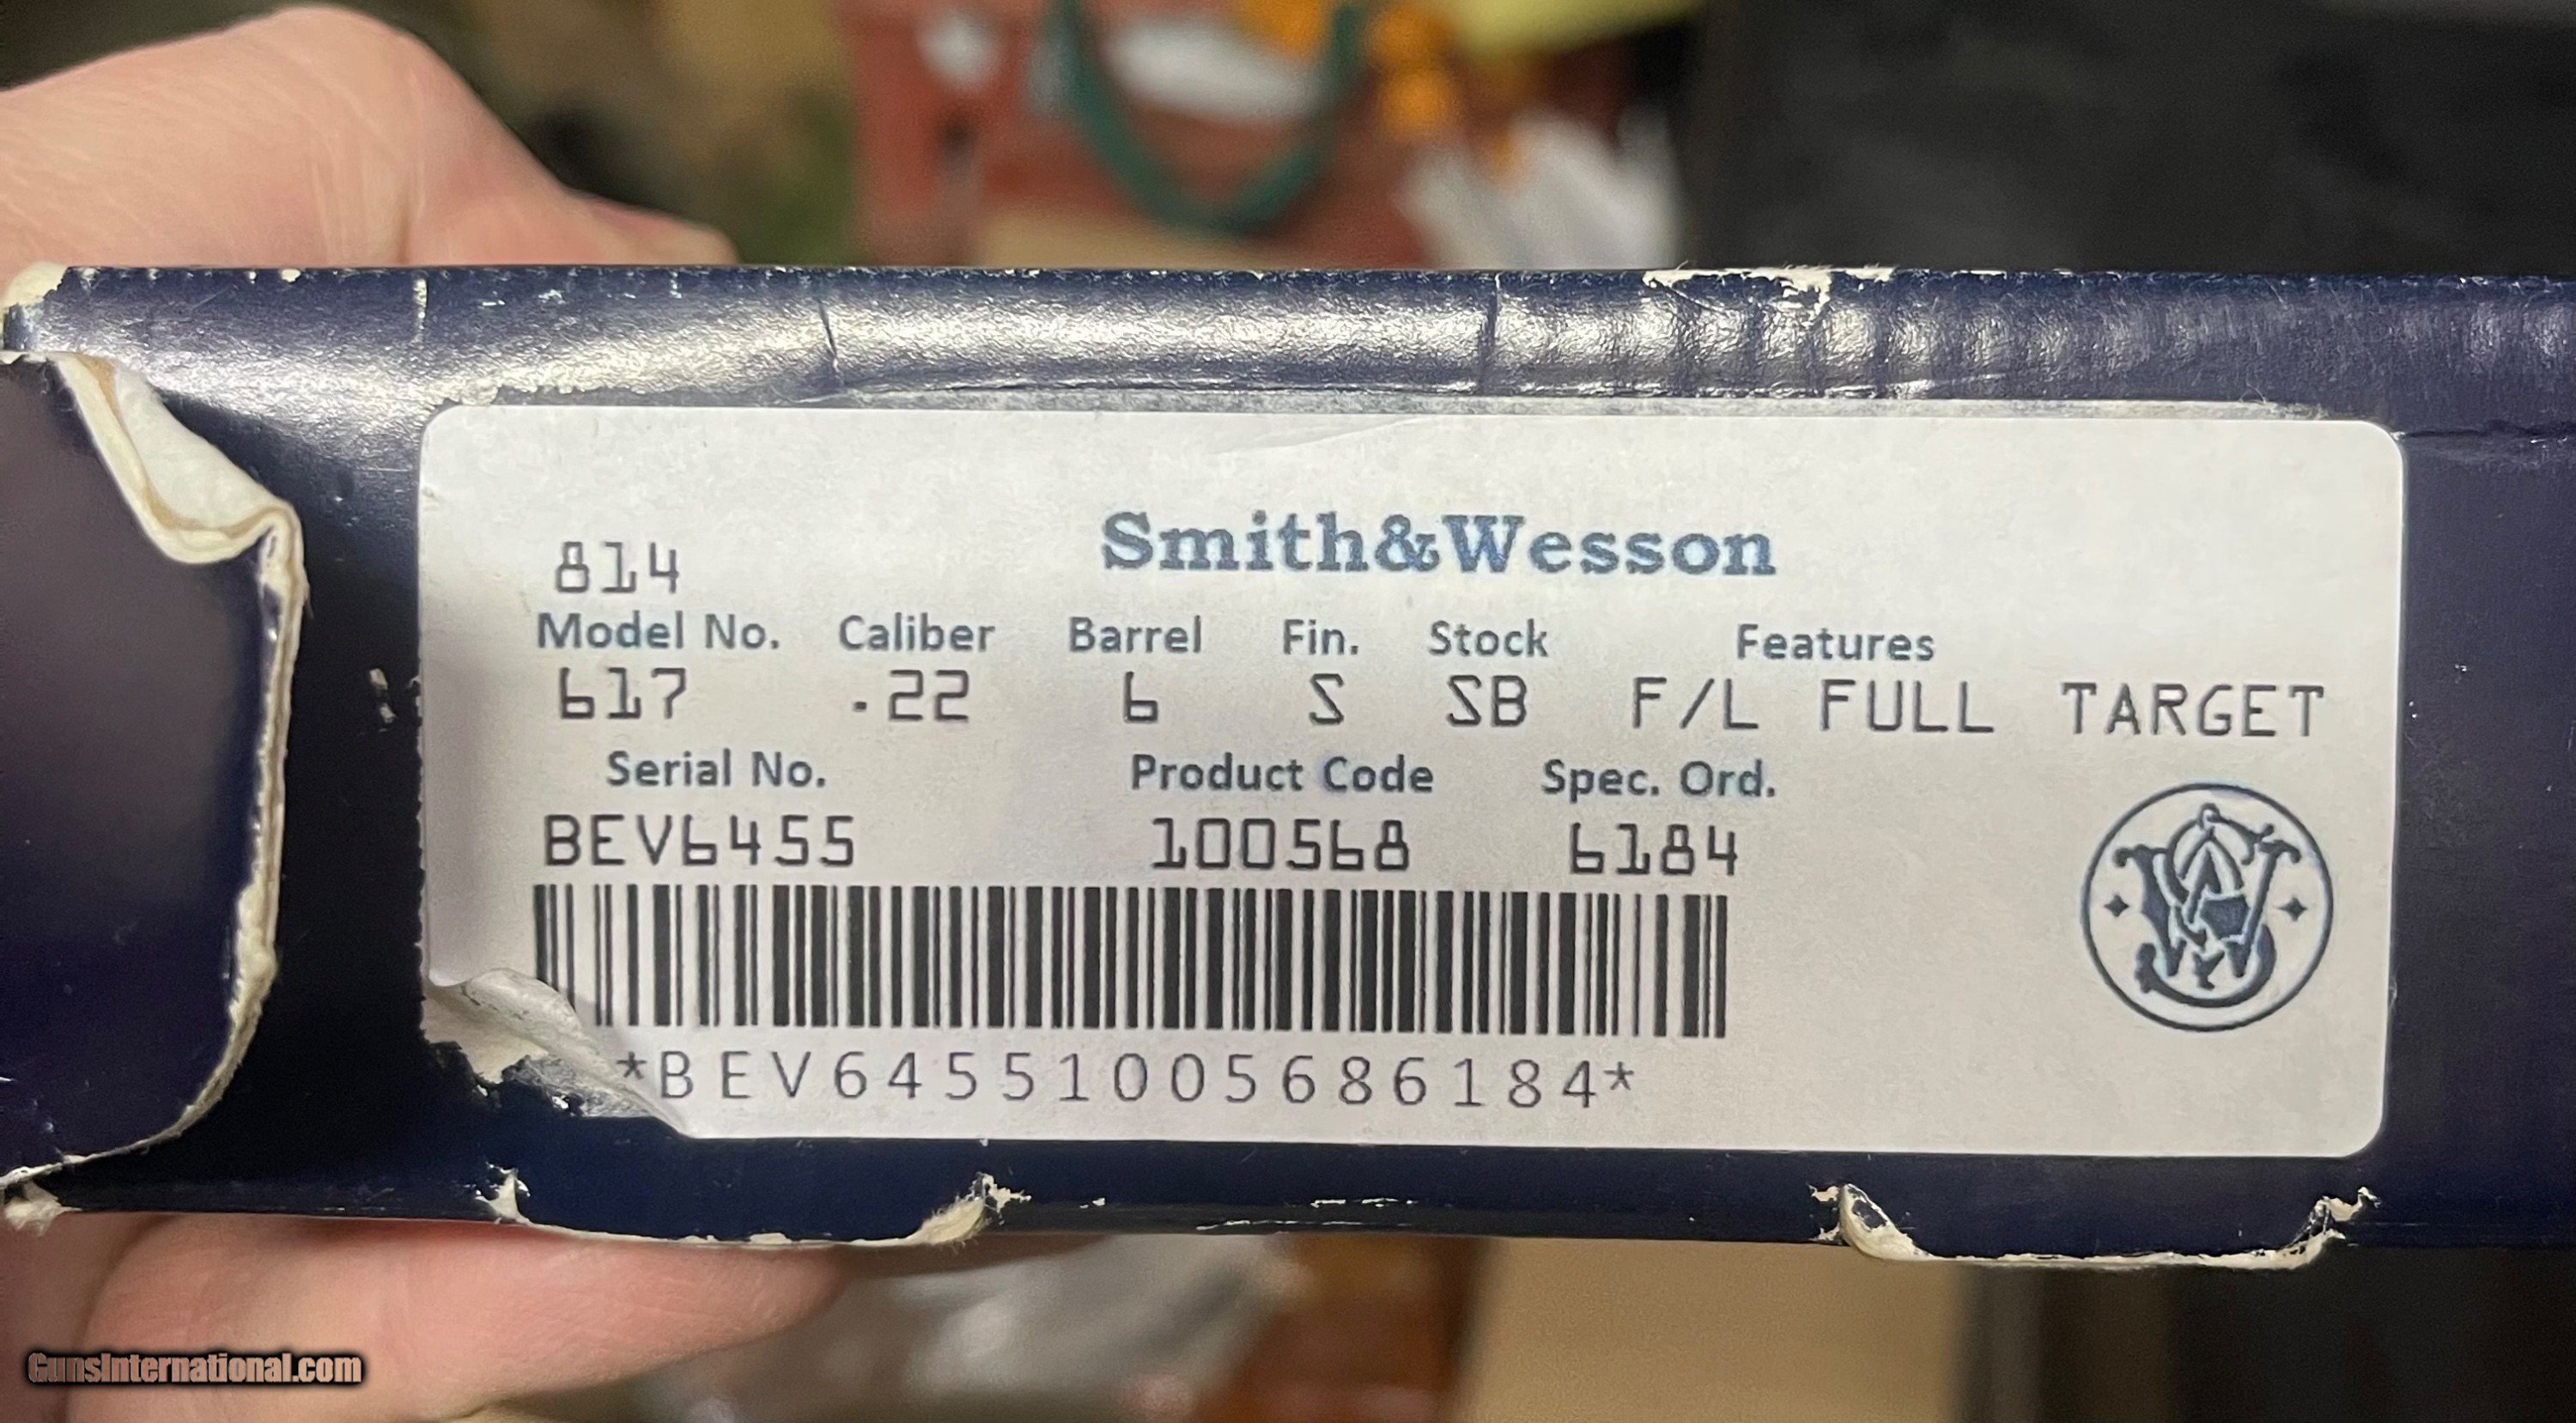 Smith&Wesson
814
Model No. Caliber Barrel Fin. Stock Features
617 .22 6 S SB F/L FULL TARGET
Serial No. Product Code Spec. Ord.
BEV6455 100568 6184
*BEV64551005686184*
GunsInternational.com